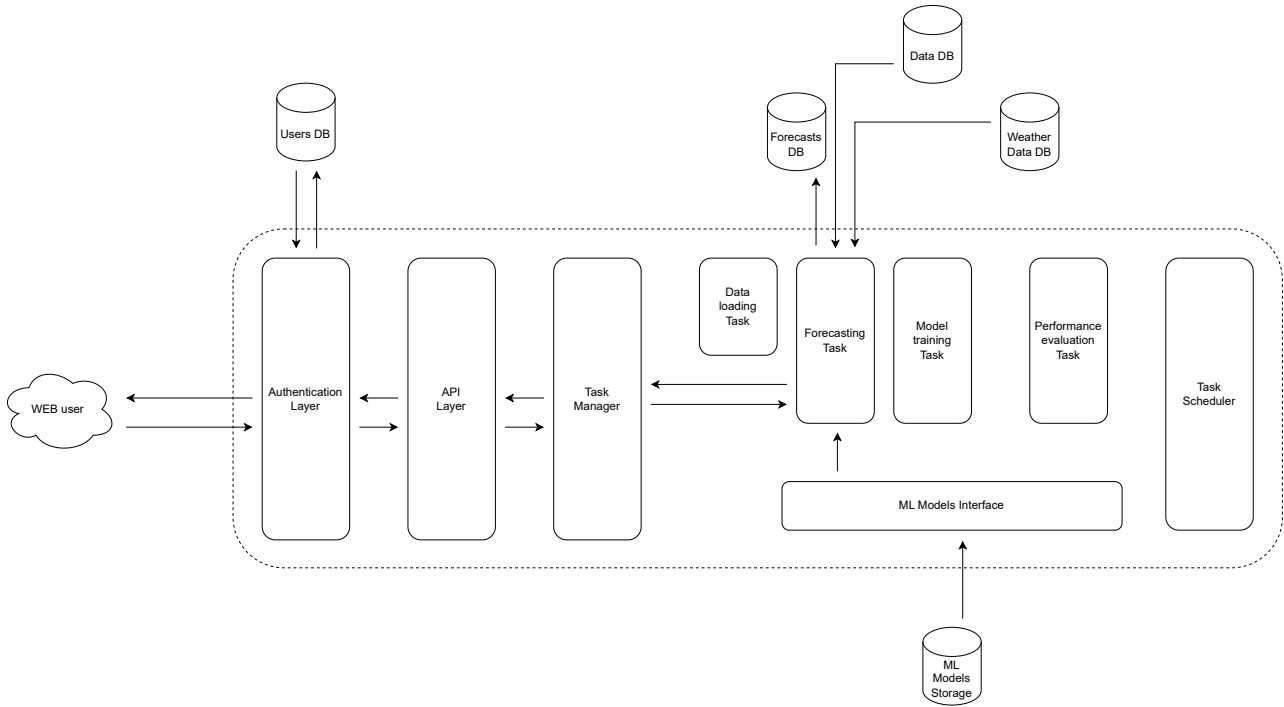 Data DB
Users DB
Forecasts
DB
Weather
Data DB
Data
loading
Task
Forecasting
Task
Model
training
Task
Performance
evaluation
Task
WEB user
Authentication
Layer
API
Layer
Task
Manager
Task
Scheduler
ML Models Interface
ML
Models
Storage